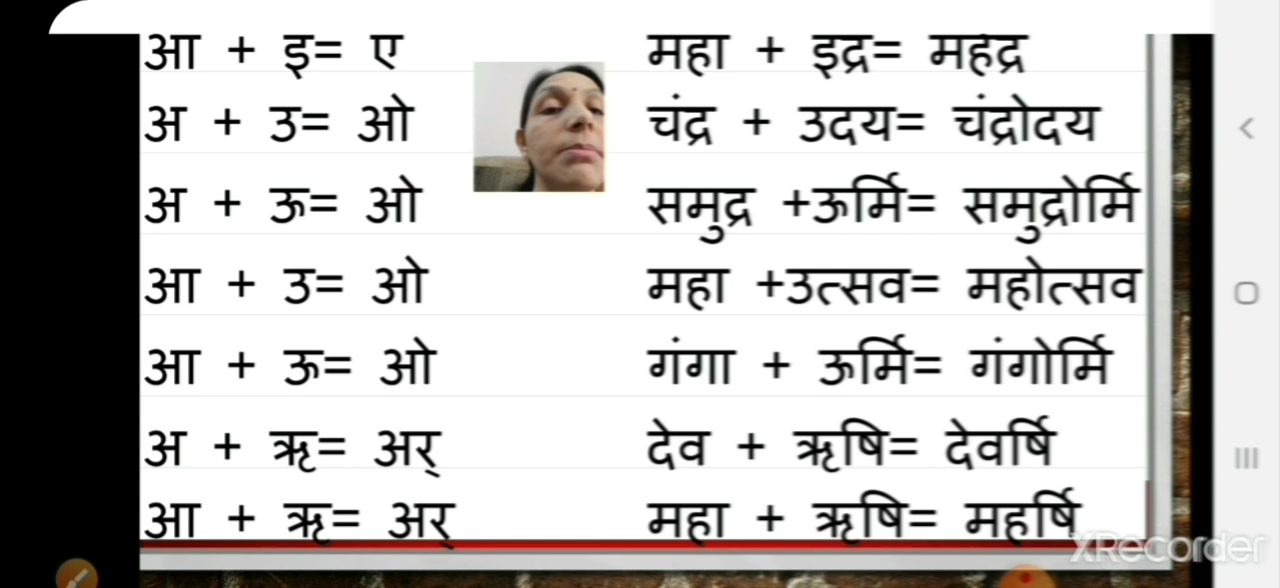 आ + इ= ए महा + इद्र= महेद्र
अ + उ= ओ चंद्र + उदय= चंद्रोदय
अ + ऊ= ओ समुद्र +ऊर्मि= समुद्रोर्मि
आ + उ= ओ महा +उत्सव= महोत्सव
आ + ऊ= ओ गंगा + ऊर्मि= गंगोर्मि
अ + ऋ= अर् देव + ऋषि= देवर्षि
आ + ऋ= अर् महा + ऋषि= महर्षि
XRecorder